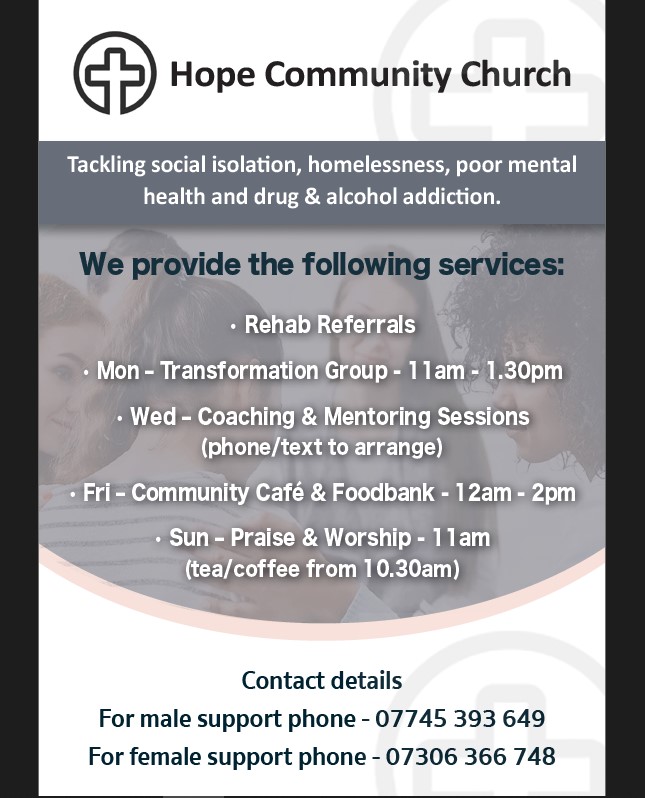 Hope Community Church
Tackling social isolation, homelessness, poor mental
health and drug & alcohol addiction.
We provide the following services:
• Rehab Referrals
• Mon – Transformation Group - 11am - 1.30pm
• Wed – Coaching & Mentoring Sessions
(phone/text to arrange)
• Fri – Community Café & Foodbank - 12am - 2pm
• Sun – Praise & Worship - 11am
(tea/coffee from 10.30am)
Contact details
For male support phone - 07745 393 649
For female support phone - 07306 366 748